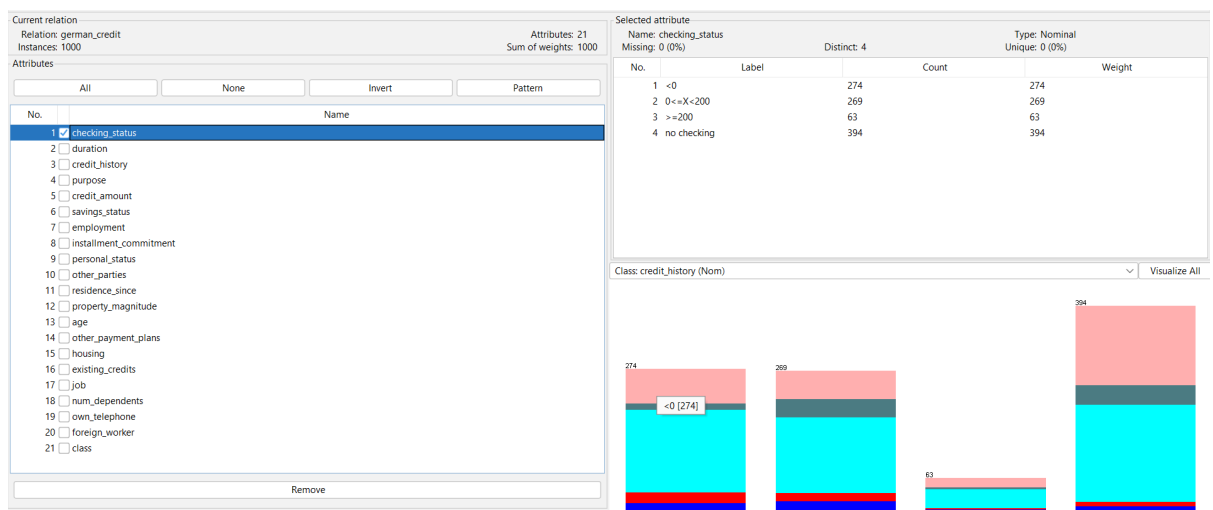 Current relation
Relation: german_credit
Attributes: 21
Instances: 1000
Sum of weights: 1000
Attributes
All
None
Invert
Pattern
No.
Name
1 checking_status
2 duration
3 credit_history
4 purpose
5 credit_amount
6 savings_status
7 employment
8 installment_commitment
9 personal_status
10 other_parties
11 residence_since
12 property_magnitude
13 age
14 other_payment_plans
15 housing
16 existing_credits
17 job
18 num_dependents
19 own_telephone
20 foreign_worker
21 class
Remove
Selected attribute
Name: checking_status
Type: Nominal
Missing: 0 (0%)
Distinct: 4
Unique: 0 (0%)
No. Label Count Weight
1 <0 274 274
2 0<=X<200 269 269
3 >=200 63 63
4 no checking 394 394
Class: credit_history (Nom)
Visualize All
394
274
269
<0 [274]
63